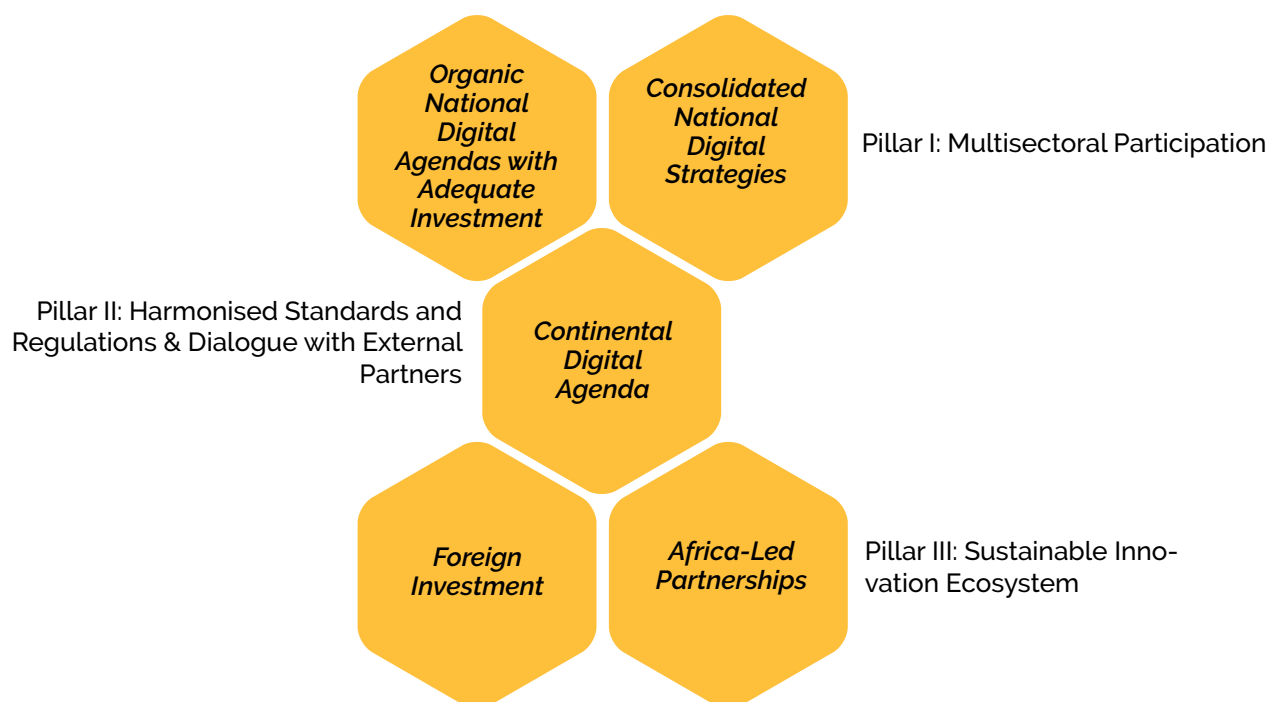 Organic
National
Digital
Agendas with
Adequate
Investment
Consolidated
National
Digital
Strategies
Pillar I: Multisectoral Participation
Pillar II: Harmonised Standards and
Regulations & Dialogue with External
Partners
Continental
Digital
Agenda
Foreign
Investment
Africa-Led
Partnerships
Pillar III: Sustainable Inno-
vation Ecosystem